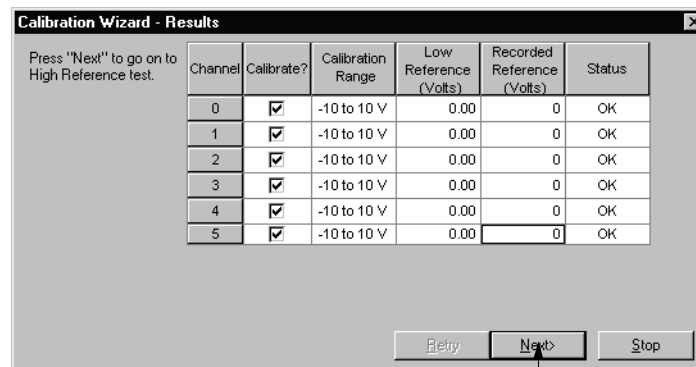 Calibration Wizard - Results
Press "Next" to go on to
High Reference test.
Channel Calibrate? Calibration Range Low Reference (Volts) Recorded Reference (Volts) Status
0 -10 to 10 V 0.00 0 OK
1 -10 to 10 V 0.00 0 OK
2 -10 to 10 V 0.00 0 OK
3 -10 to 10 V 0.00 0 OK
4 -10 to 10 V 0.00 0 OK
5 -10 to 10 V 0.00 0 OK
Retry Next> Stop